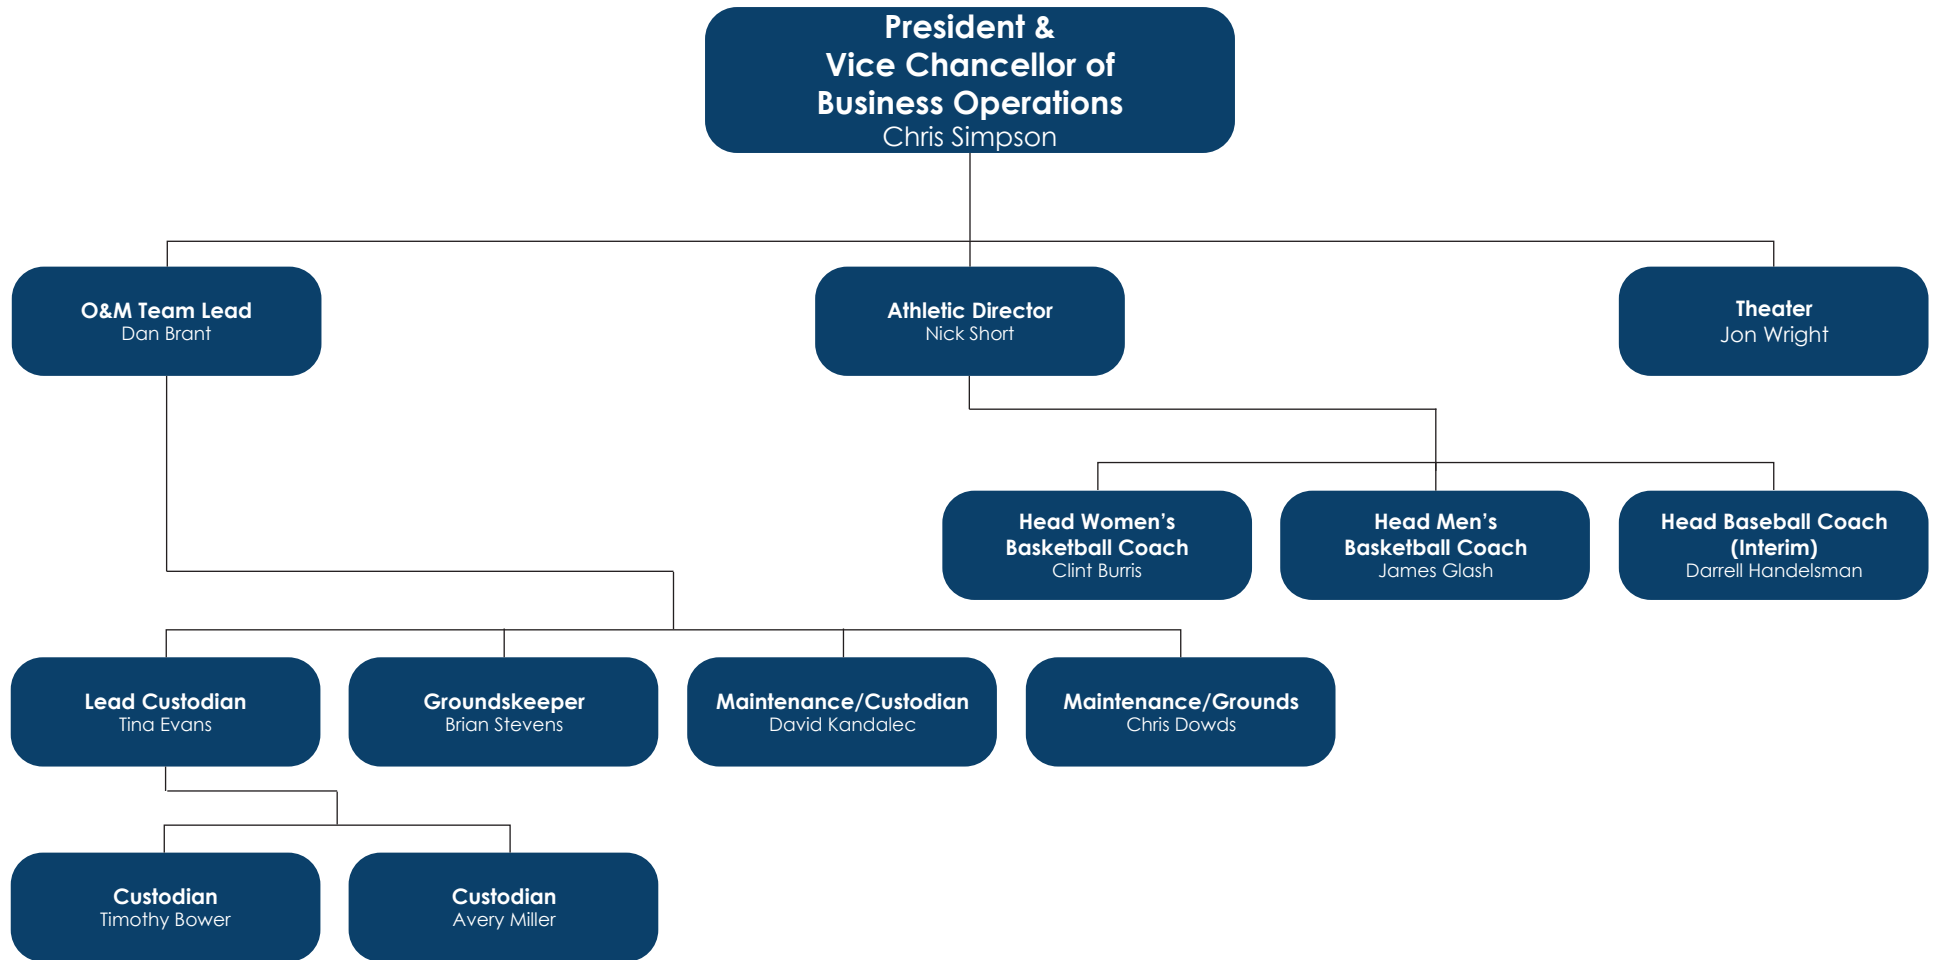 President &
Vice Chancellor of
Business Operations
Chris Simpson
O&M Team Lead
Dan Brant
Athletic Director
Nick Short
Theater
Jon Wright
Head Women’s
Basketball Coach
Clint Burris
Head Men’s
Basketball Coach
James Glash
Head Baseball Coach
(Interim)
Darrell Handelsman
Lead Custodian
Tina Evans
Groundskeeper
Brian Stevens
Maintenance/Custodian
David Kandalec
Maintenance/Grounds
Chris Dowds
Custodian
Timothy Bower
Custodian
Avery Miller